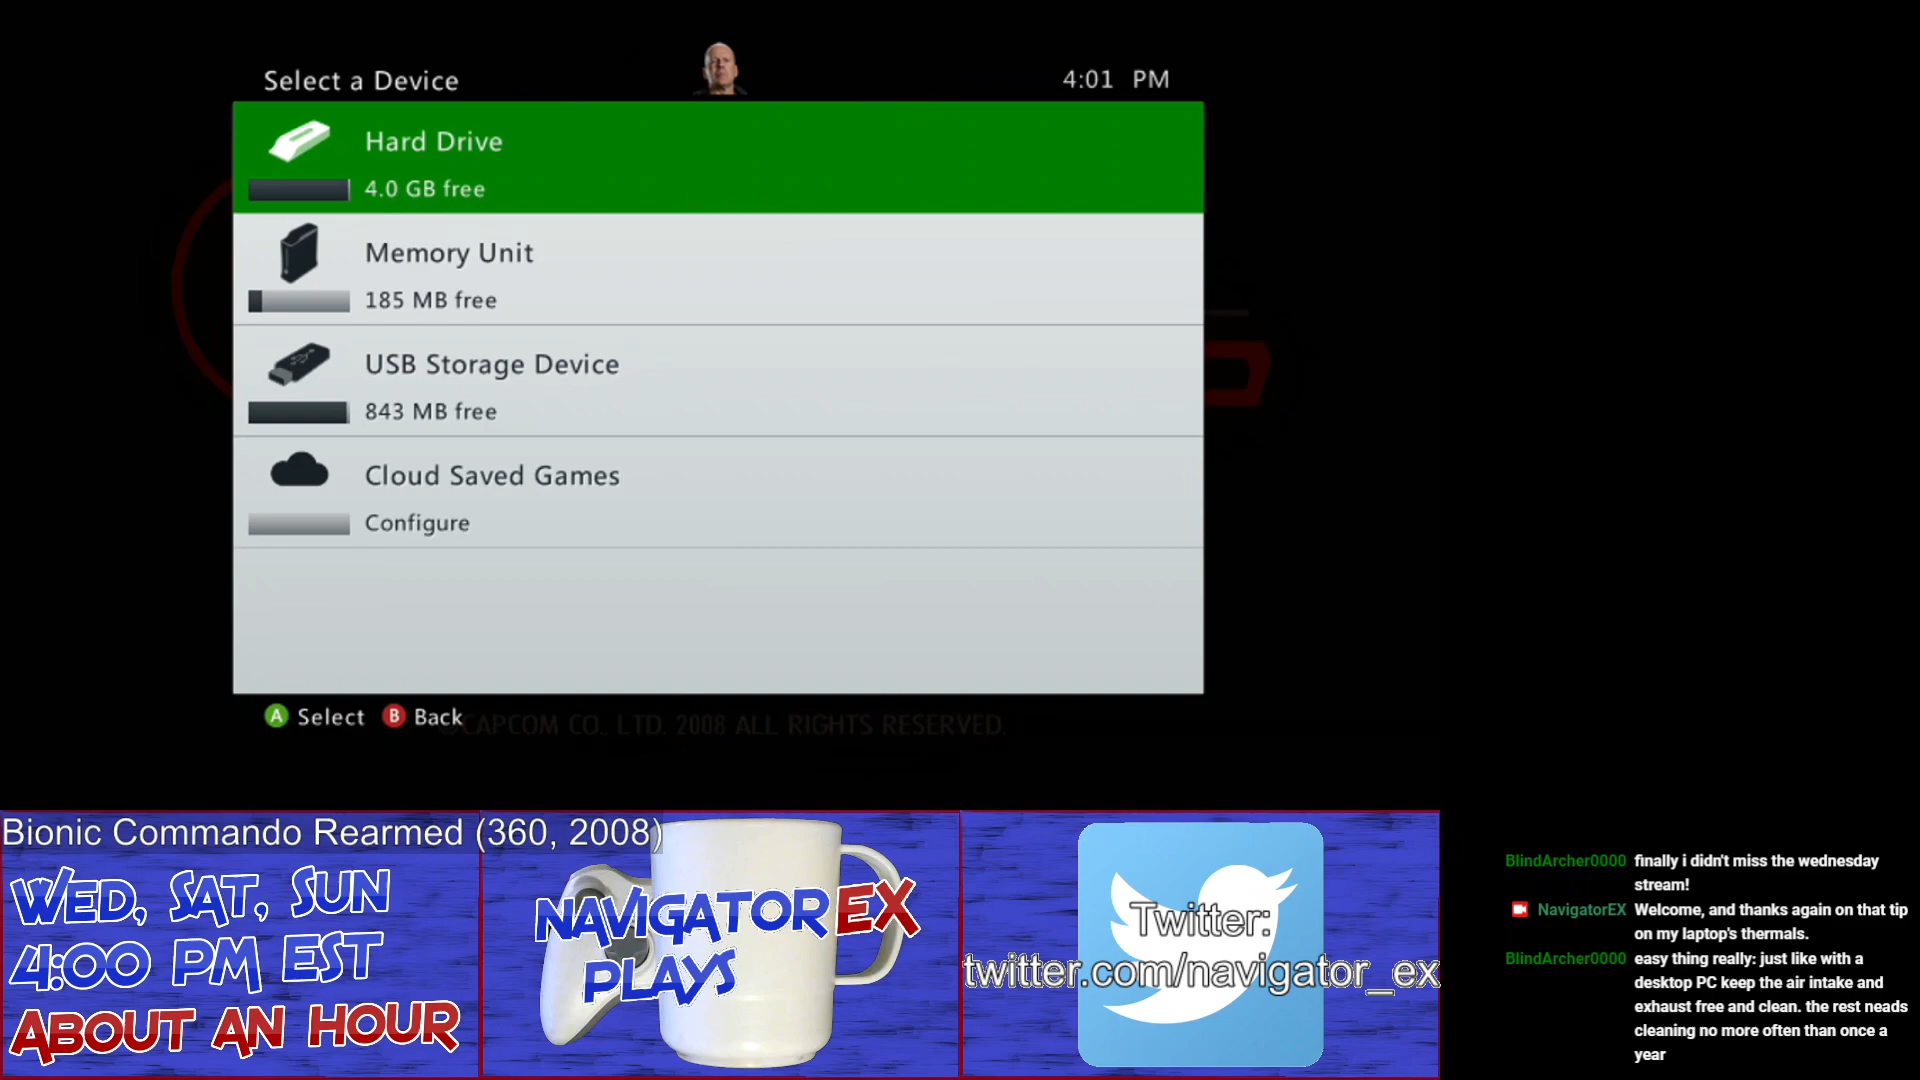 Select a Device
4:01 PM
Hard Drive
4.0 GB free
Memory Unit
185 MB free
USB Storage Device
843 MB free
Cloud Saved Games
Configure
A Select B Back
©CAPCOM CO., LTD. 2008 ALL RIGHTS RESERVED.
Bionic Commando Rearmed (360, 2008)
WED, SAT, SUN
4:00 PM EST
ABOUT AN HOUR
NAVIGATOREX
PLAYS
Twitter:
twitter.com/navigator_ex
BlindArcher0000 finally i didn't miss the wednesday
stream!
NavigatorEX Welcome, and thanks again on that tip
on my laptop's thermals.
BlindArcher0000 easy thing really: just like with a
desktop PC keep the air intake and
exhaust free and clean. the rest neads
cleaning no more often than once a
year